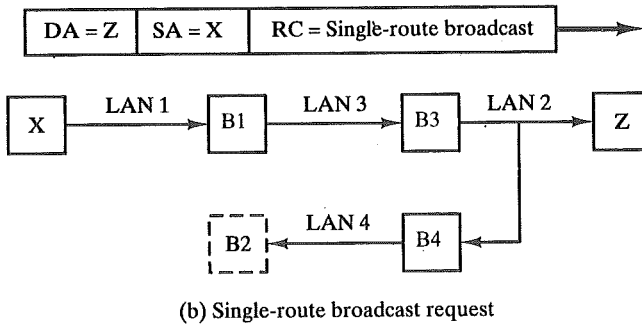 DA = Z SA = X RC = Single-route broadcast
X LAN 1 B1 LAN 3 B3 LAN 2 Z
B2 LAN 4 B4
(b) Single-route broadcast request